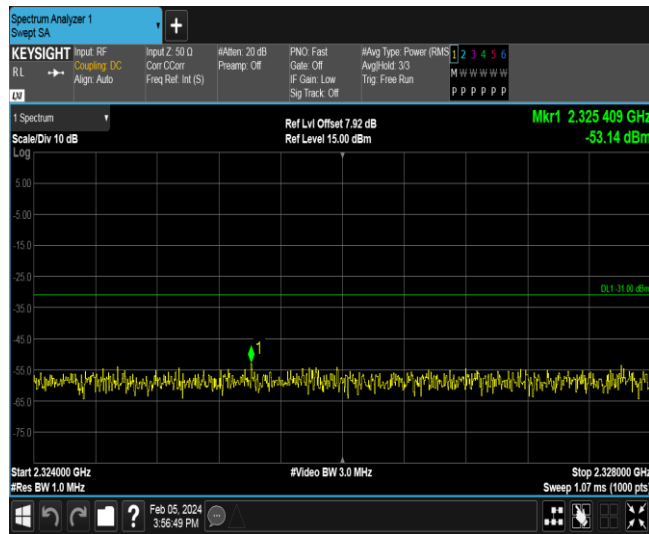 Spectrum Analyzer 1
Swept SA
KEYSIGHT
RL
LXI
Input: RF
Coupling: DC
Align: Auto
Input Z: 50 Ω
Corr CCorr
Freq Ref: Int (S)
#Atten: 20 dB
Preamp: Off
PNO: Fast
Gate: Off
IF Gain: Low
Sig Track: Off
#Avg Type: Power (RMS
Avg|Hold: 3/3
Trig: Free Run
1 2 3 4 5 6
M W W W W W
P P P P P P
1 Spectrum
Scale/Div 10 dB
Ref Lvl Offset 7.92 dB
Ref Level 15.00 dBm
Mkr1 2.325 409 GHz
-53.14 dBm
Log
5.00
-5.00
-15.0
-25.0
DL1 -31.00 dBm
-35.0
-45.0
1
-55.0
-65.0
-75.0
Start 2.324000 GHz
#Res BW 1.0 MHz
#Video BW 3.0 MHz
Stop 2.328000 GHz
Sweep 1.07 ms (1000 pts)
?
Feb 05, 2024
3:56:49 PM